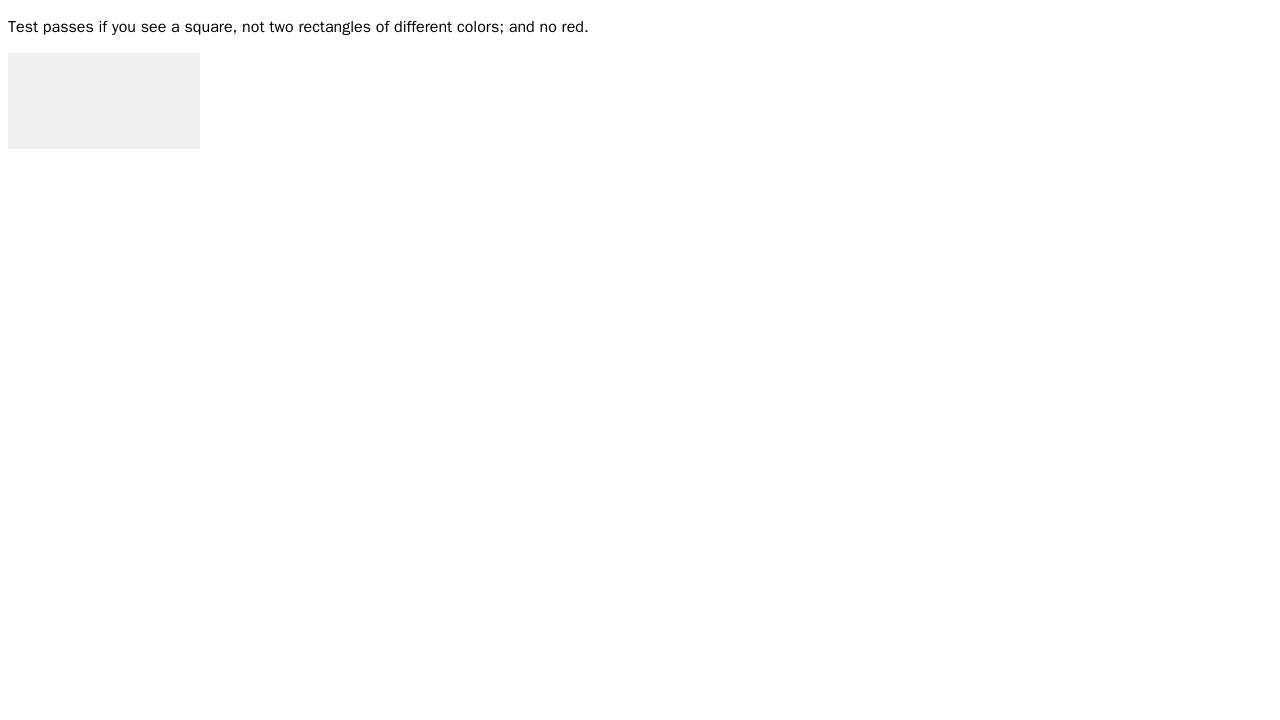 Test passes if you see a square, not two rectangles of different colors; and no red.